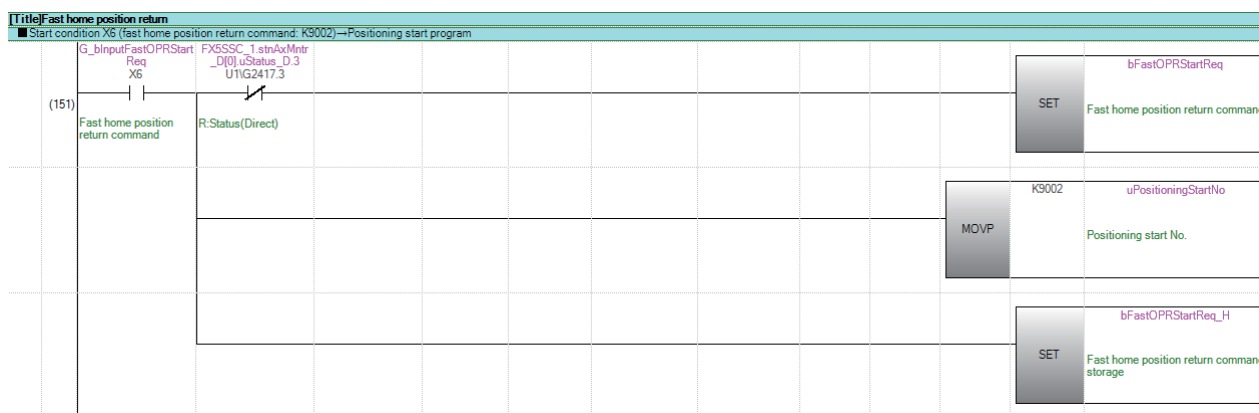 [Title]Fast home position return
■Start condition X6 (fast home position return command: K9002)→Positioning start program
G_bInputFastOPRStart
Req
X6
FX5SSC_1.stnAxMntr
_D[0].uStatus_D.3
U1\G2417.3
bFastOPRStartReq
(151)
SET
Fast home position
return command
R:Status(Direct)
Fast home position return comman
K9002
uPositioningStartNo
MOVP
Positioning start No.
bFastOPRStartReq_H
SET
Fast home position return comman
storage